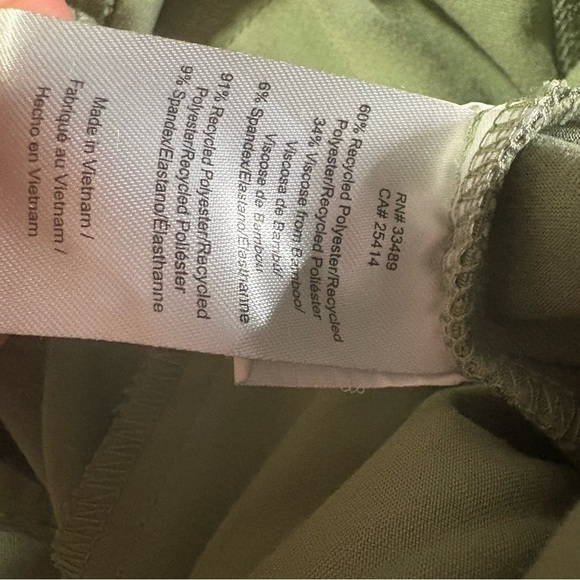 RN# 33489
CA# 25414
60% Recycled Polyester/Recycled
Polyester/Recycled Poliéster
34% Viscose from Bamboo/
Viscosa de Bambú/
Viscose de Bambou
6% Spandex/Elastano/Élasthanne
91% Recycled Polyester/Recycled
Polyester/Recycled Poliéster
9% Spandex/Elastano/Élasthanne
Made in Vietnam /
Fabriqué au Vietnam /
Hecho en Vietnam